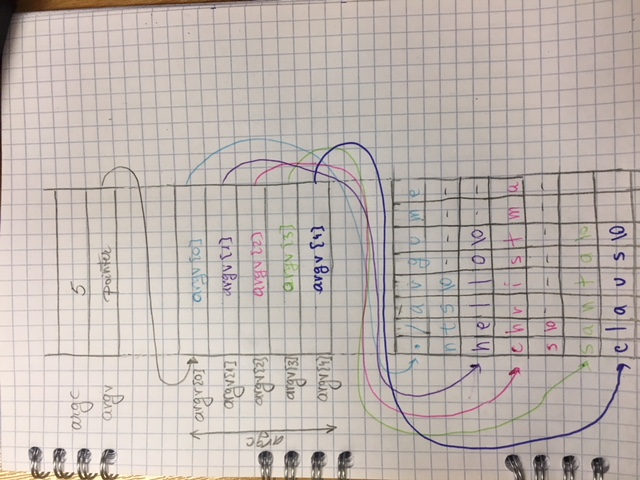 argc 5
argv pointer
argv[0] argv[0]
argv[1] argv[1]
argv[2] argv[2]
argv[3] argv[3]
argv[4] argv[4]
argc
. / a r g u m e
n t s \0 - - - -
h e l l o \0 - -
c h r i s t m a
s \0 - - - - - -
s a n t a \0
c l a u s \0